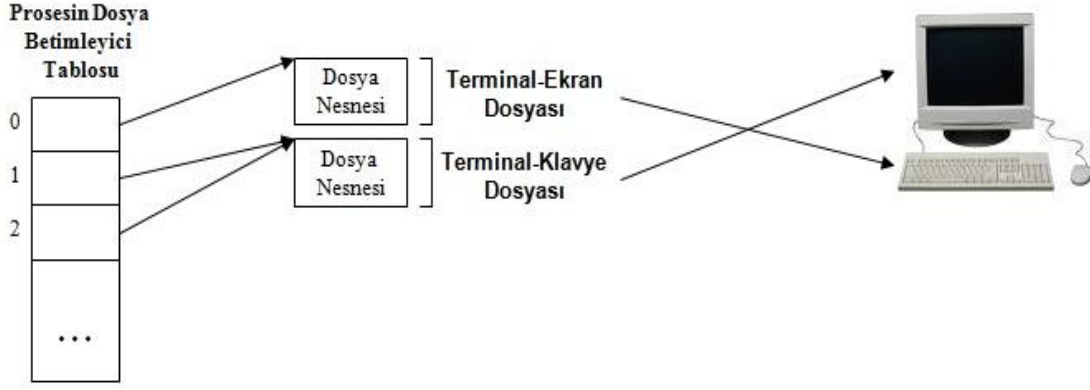 Prosesin Dosya
Betimleyici
Tablosu
0
1
2
...
Dosya
Nesnesi
Terminal-Ekran
Dosyası
Dosya
Nesnesi
Terminal-Klavye
Dosyası